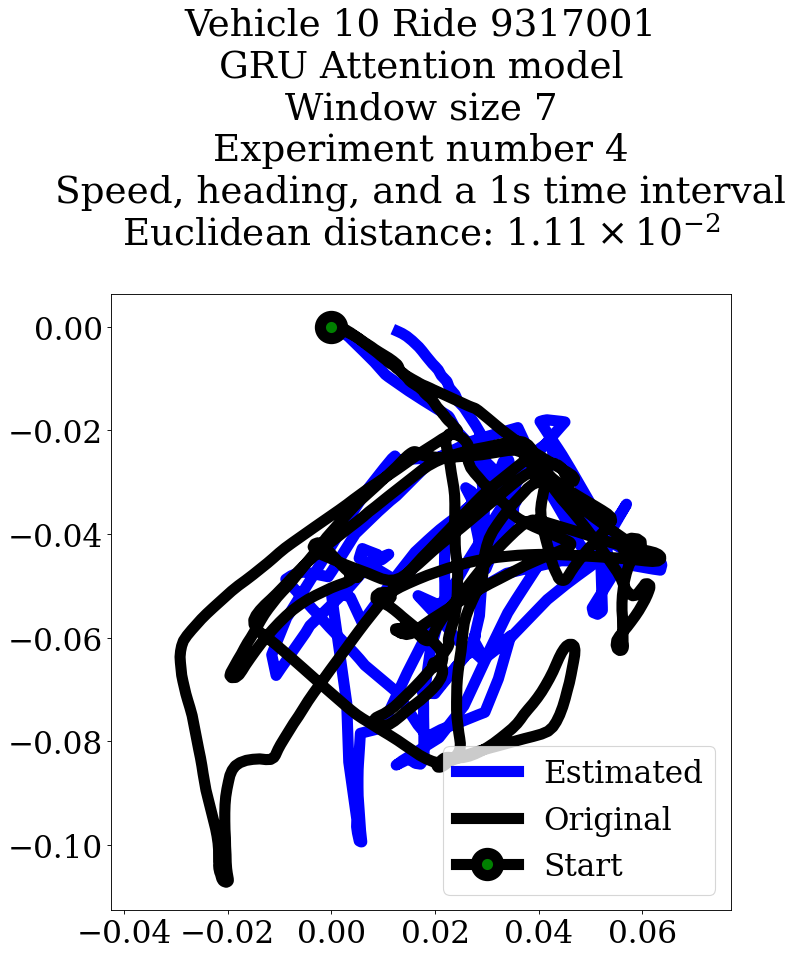 Vehicle 10 Ride 9317001
GRU Attention model
Window size 7
Experiment number 4
Speed, heading, and a 1s time interval
Euclidean distance: 1.11 × 10⁻²
0.00
−0.02
−0.04
−0.06
−0.08
−0.10
Estimated
Original
Start
−0.04 −0.02 0.00 0.02 0.04 0.06